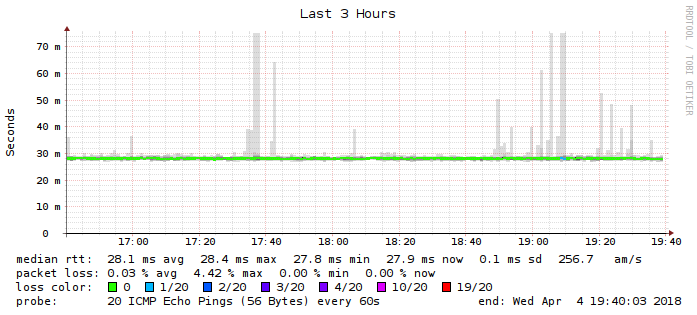 Last 3 Hours
RRDTOOL / TOBI OETIKER
Seconds
70 m
60 m
50 m
40 m
30 m
20 m
10 m
0
17:00 17:20 17:40 18:00 18:20 18:40 19:00 19:20 19:40
median rtt: 28.1 ms avg 28.4 ms max 27.8 ms min 27.9 ms now 0.1 ms sd 256.7 am/s
packet loss: 0.03 % avg 4.42 % max 0.00 % min 0.00 % now
loss color: 0 1/20 2/20 3/20 4/20 10/20 19/20
probe: 20 ICMP Echo Pings (56 Bytes) every 60s end: Wed Apr 4 19:40:03 2018